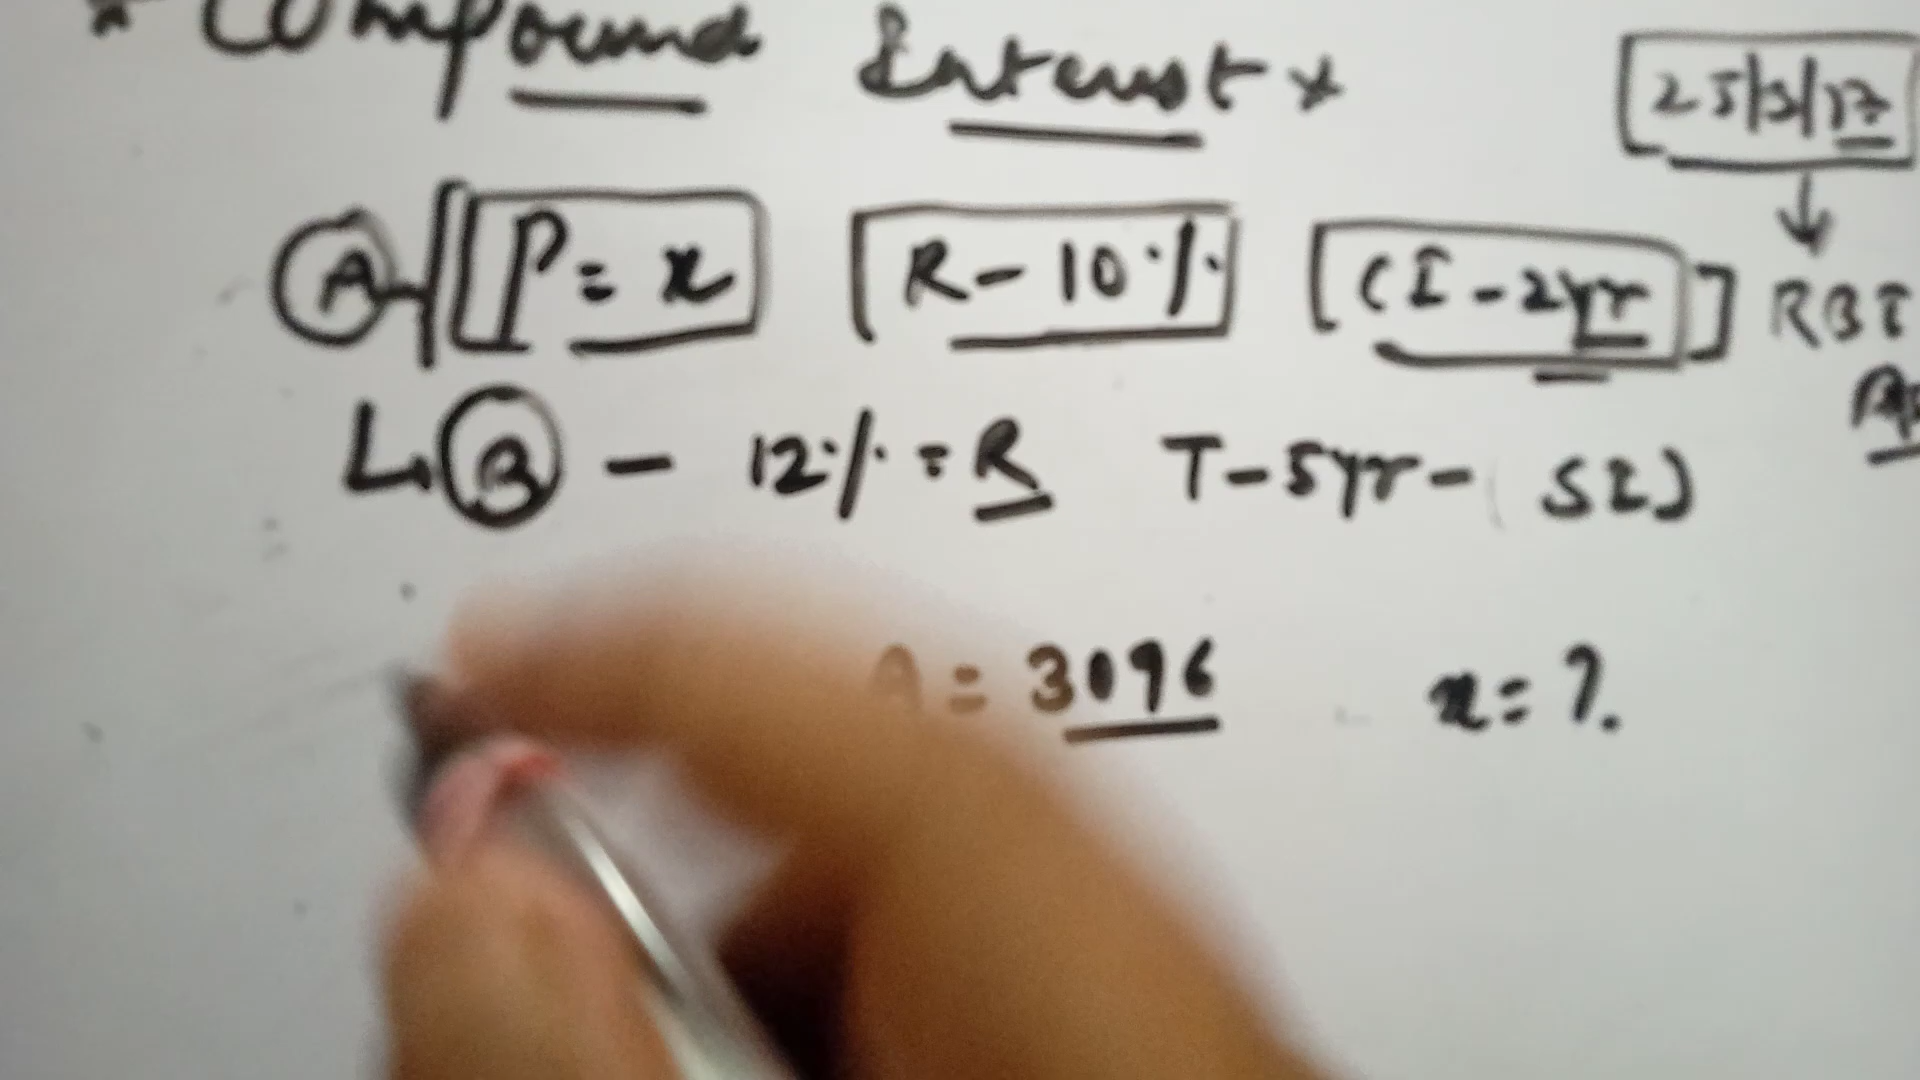 * Compound Interest *
25/3/17
A P = x R - 10% CI - 2yr RBI
B - 12% = R T - 5yr - SI)
= 3096 x = ?